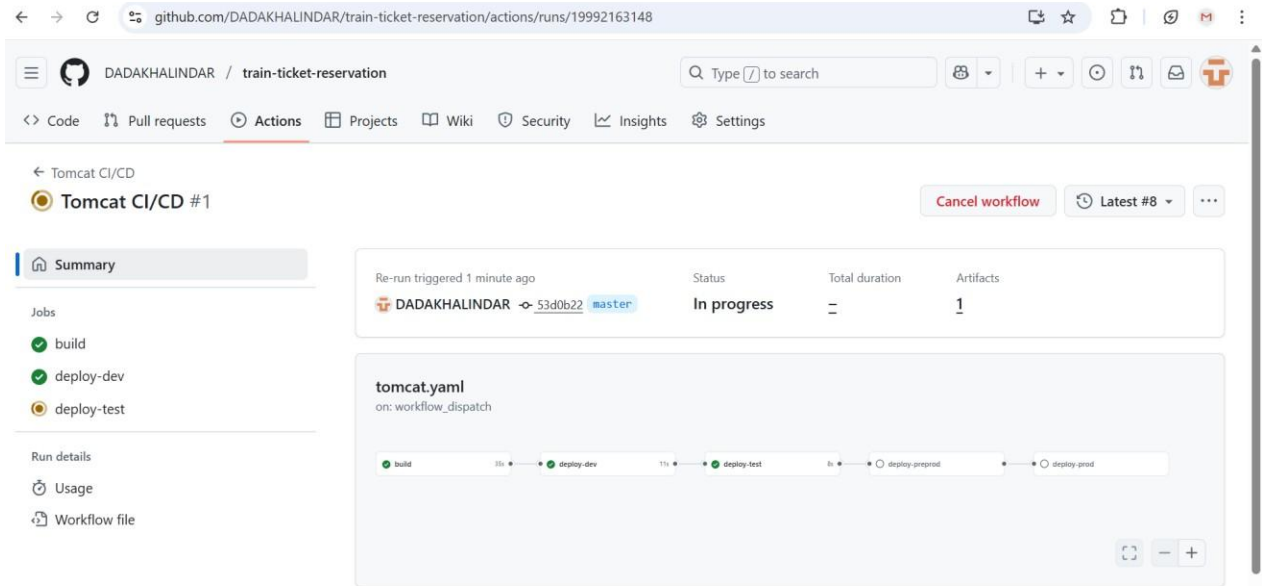 github.com/DADAKHALINDAR/train-ticket-reservation/actions/runs/19992163148
M
DADAKHALINDAR / train-ticket-reservation
Type / to search
Code Pull requests Actions Projects Wiki Security Insights Settings
← Tomcat CI/CD
Tomcat CI/CD #1
Cancel workflow
Latest #8
Summary
Jobs
build
deploy-dev
deploy-test
Run details
Usage
Workflow file
Re-run triggered 1 minute ago
DADAKHALINDAR 53d0b22 master
Status
In progress
Total duration
–
Artifacts
1
tomcat.yaml
on: workflow_dispatch
build
deploy-dev 11s
deploy-test 8s
deploy-preprod
deploy-prod